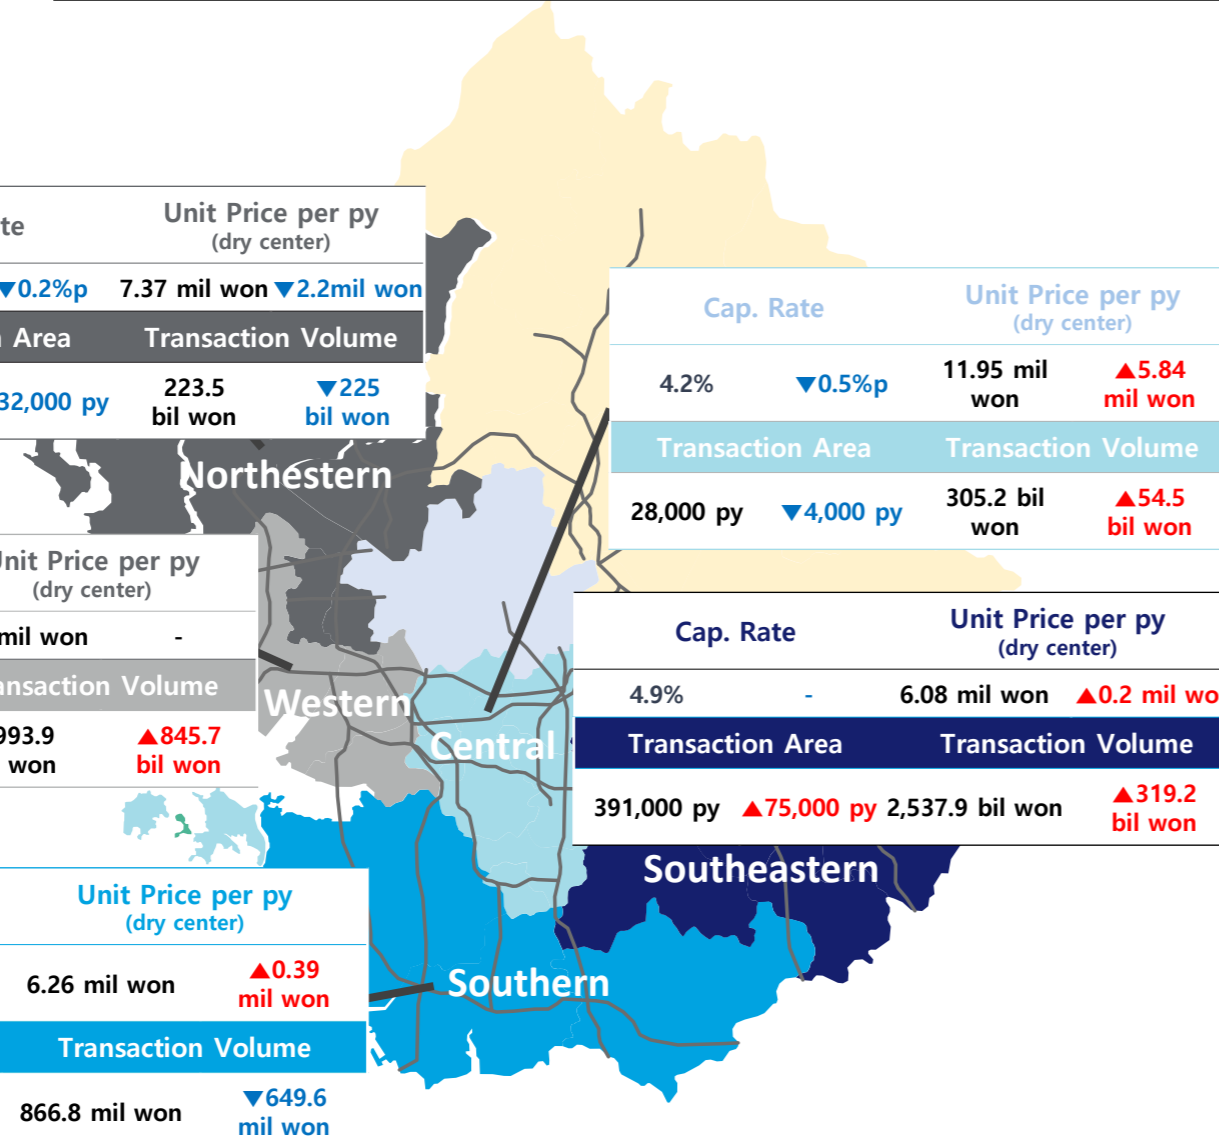 Unit Price per py
(dry center)
▼0.2%p 7.37 mil won ▼2.2mil won
Area Transaction Volume
32,000 py 223.5 bil won ▼225 bil won
Northestern
Cap. Rate Unit Price per py
(dry center)
4.2% ▼0.5%p 11.95 mil won ▲5.84 mil won
Transaction Area Transaction Volume
28,000 py ▼4,000 py 305.2 bil won ▲54.5 bil won
Unit Price per py
(dry center)
mil won -
Transaction Volume
993.9 won ▲845.7 bil won
Western
Central
Cap. Rate Unit Price per py
(dry center)
4.9% - 6.08 mil won ▲0.2 mil wo
Transaction Area Transaction Volume
391,000 py ▲75,000 py 2,537.9 bil won ▲319.2 bil won
Southeastern
Unit Price per py
(dry center)
6.26 mil won ▲0.39 mil won
Transaction Volume
866.8 mil won ▼649.6 mil won
Southern